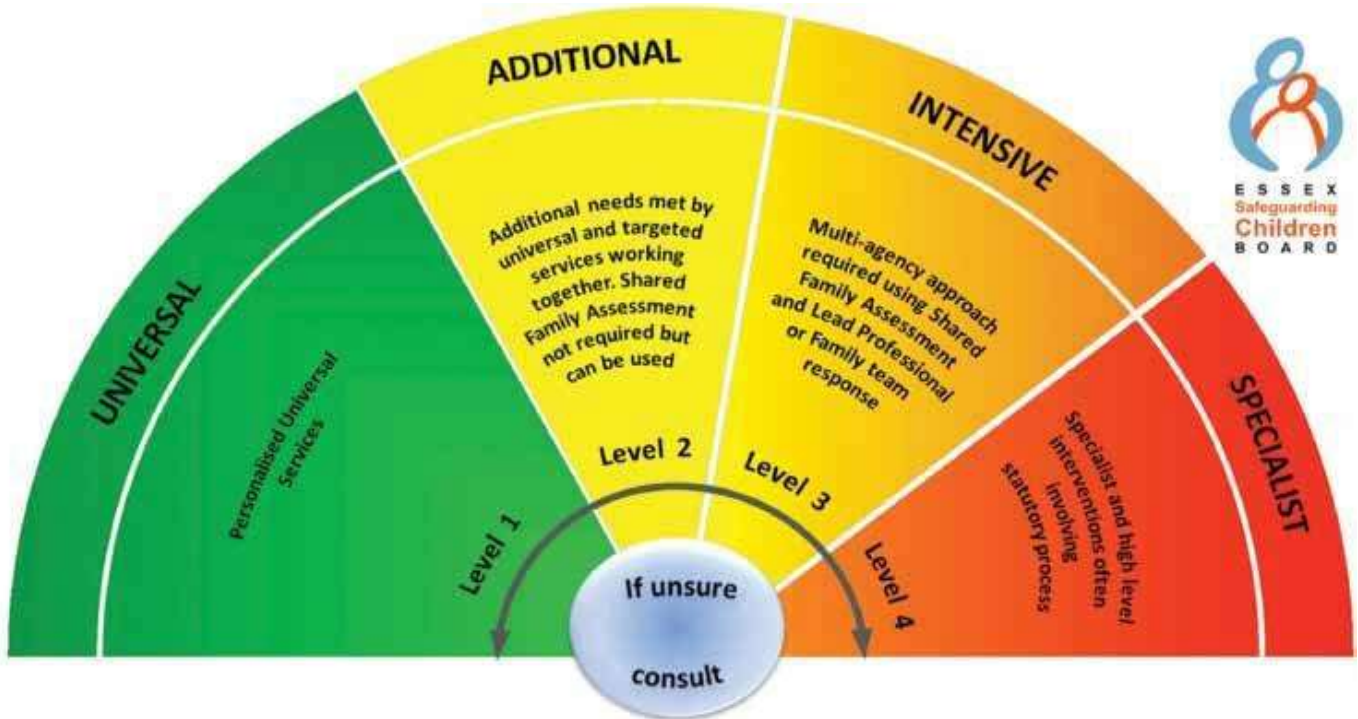 UNIVERSAL
Personalised Universal
Services
Level 1
ADDITIONAL
Additional needs met by
universal and targeted
services working
together. Shared
Family Assessment
not required but
can be used
Level 2
INTENSIVE
Multi-agency approach
required using Shared
Family Assessment
and Lead Professional
or Family team
response
Level 3
SPECIALIST
Specialist and high level
interventions often
involving
statutory process
Level 4
If unsure
consult
ESSEX
Safeguarding
Children
BOARD